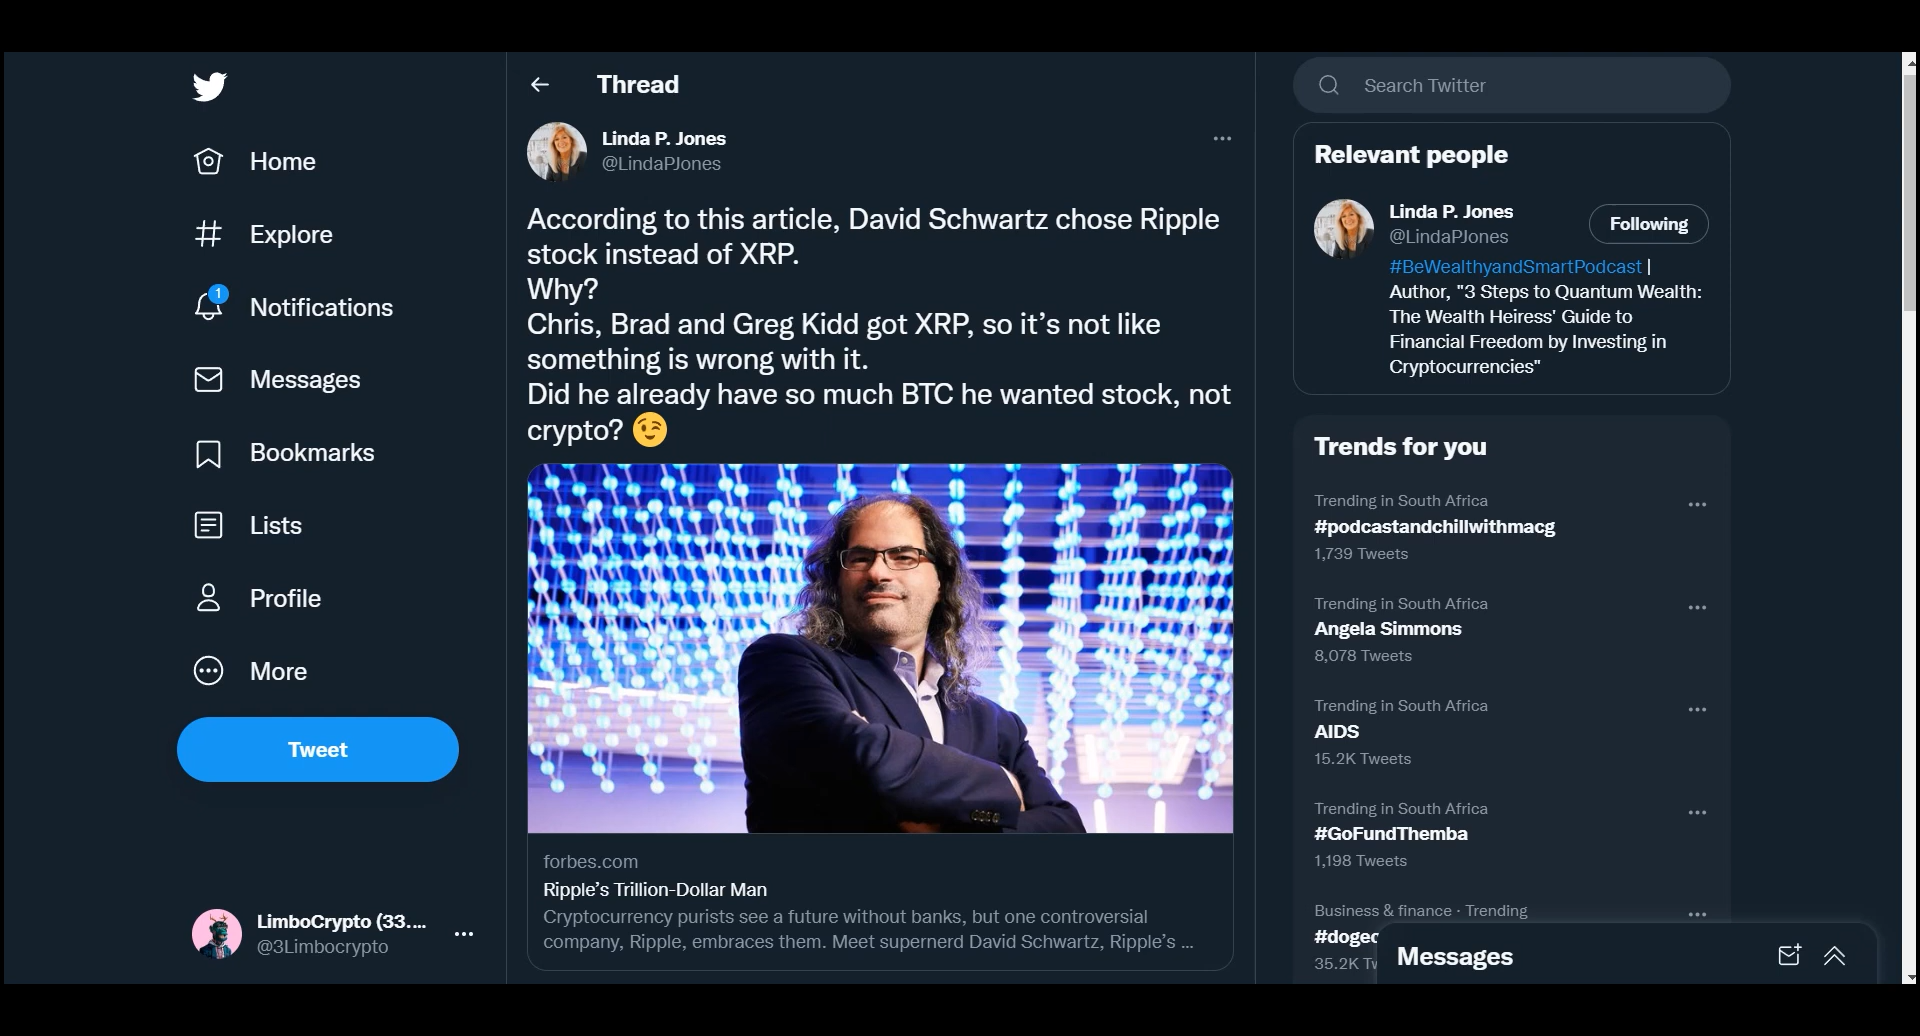 Home
Explore
1
Notifications
Messages
Bookmarks
Lists
Profile
More
Tweet
LimboCrypto (33....
@3Limbocrypto
Thread
Linda P. Jones
@LindaPJones
According to this article, David Schwartz chose Ripple
stock instead of XRP.
Why?
Chris, Brad and Greg Kidd got XRP, so it’s not like
something is wrong with it.
Did he already have so much BTC he wanted stock, not
crypto? 😉
forbes.com
Ripple’s Trillion-Dollar Man
Cryptocurrency purists see a future without banks, but one controversial
company, Ripple, embraces them. Meet supernerd David Schwartz, Ripple’s ...
Search Twitter
Relevant people
Linda P. Jones
@LindaPJones
Following
#BeWealthyandSmartPodcast |
Author, "3 Steps to Quantum Wealth:
The Wealth Heiress' Guide to
Financial Freedom by Investing in
Cryptocurrencies"
Trends for you
Trending in South Africa
#podcastandchillwithmacg
1,739 Tweets
Trending in South Africa
Angela Simmons
8,078 Tweets
Trending in South Africa
AIDS
15.2K Tweets
Trending in South Africa
#GoFundThemba
1,198 Tweets
Business & finance · Trending
#dogec
35.2K Tw
Messages